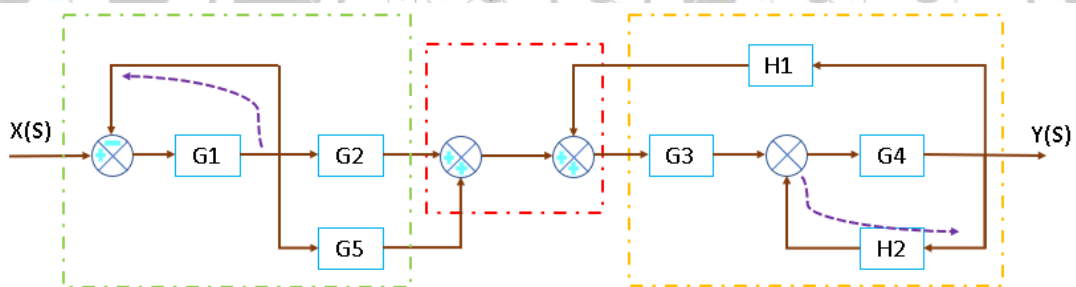 H1
X(S)
Y(S)
−
+
G1
G2
+
+
+
+
G3
G4
G5
H2